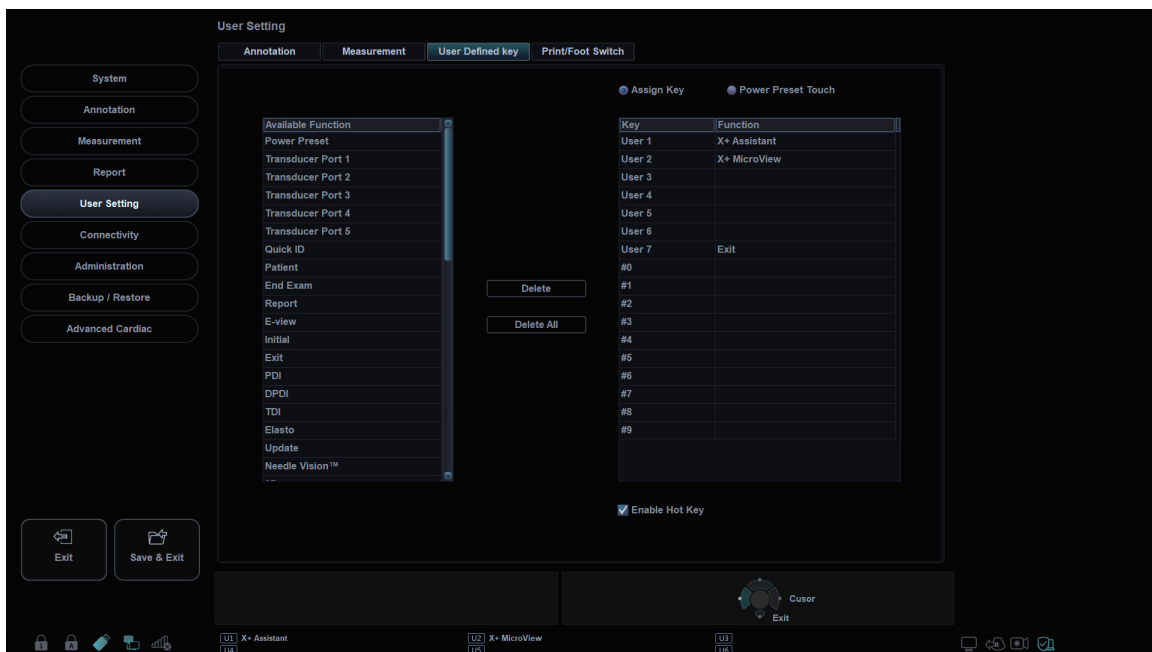 User Setting
Annotation Measurement User Defined key Print/Foot Switch
System
Annotation
Measurement
Report
User Setting
Connectivity
Administration
Backup / Restore
Advanced Cardiac
Exit
Save & Exit
Assign Key Power Preset Touch
Available Function
Power Preset
Transducer Port 1
Transducer Port 2
Transducer Port 3
Transducer Port 4
Transducer Port 5
Quick ID
Patient
End Exam
Report
E-view
Initial
Exit
PDI
DPDI
TDI
Elasto
Update
Needle Vision™
Delete
Delete All
Key Function
User 1 X+ Assistant
User 2 X+ MicroView
User 3
User 4
User 5
User 6
User 7 Exit
#0
#1
#2
#3
#4
#5
#6
#7
#8
#9
Enable Hot Key
Cusor
Exit
1 A
U1 X+ Assistant U2 X+ MicroView U3
U4 U5 U6